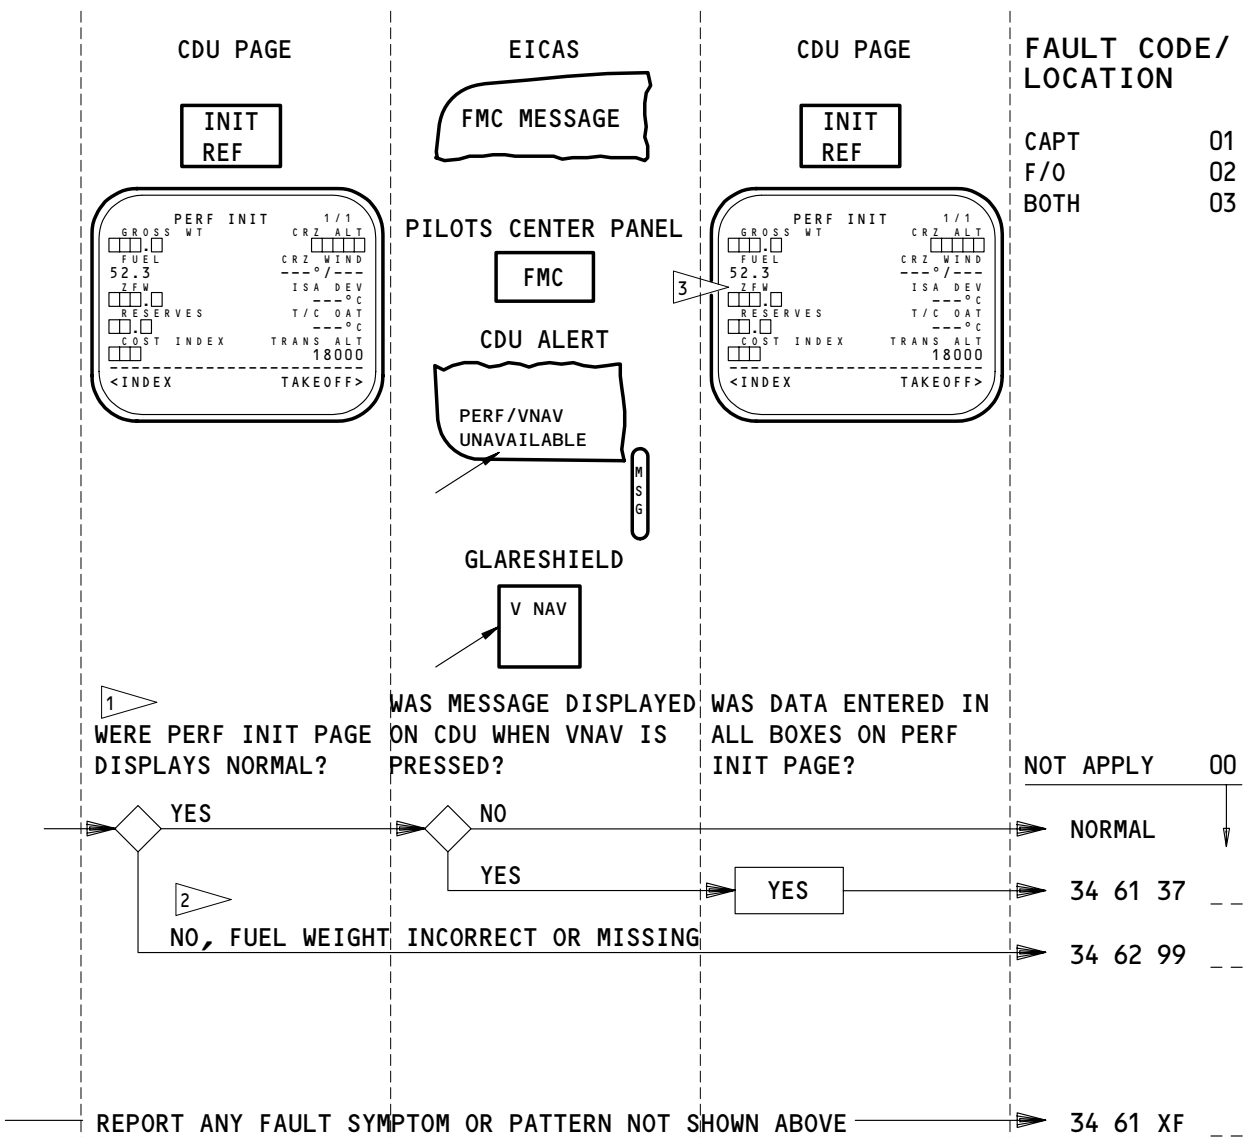 CDU PAGE
INIT
REF
PERF INIT 1/1
GROSS WT CRZ ALT
□□□.□ □□□□□
FUEL CRZ WIND
52.3 ---°/---
ZFW ISA DEV
□□□.□ ---°C
RESERVES T/C OAT
□□.□ ---°C
COST INDEX TRANS ALT
□□□ 18000
------------------------
<INDEX TAKEOFF>
1
WERE PERF INIT PAGE
DISPLAYS NORMAL?
EICAS
FMC MESSAGE
PILOTS CENTER PANEL
FMC
CDU ALERT
PERF/VNAV
UNAVAILABLE
M
S
G
GLARESHIELD
V NAV
WAS MESSAGE DISPLAYED
ON CDU WHEN VNAV IS
PRESSED?
CDU PAGE
INIT
REF
3
PERF INIT 1/1
GROSS WT CRZ ALT
□□□.□ □□□□□
FUEL CRZ WIND
52.3 ---°/---
ZFW ISA DEV
□□□.□ ---°C
RESERVES T/C OAT
□□.□ ---°C
COST INDEX TRANS ALT
□□□ 18000
------------------------
<INDEX TAKEOFF>
WAS DATA ENTERED IN
ALL BOXES ON PERF
INIT PAGE?
FAULT CODE/
LOCATION
CAPT 01
F/O 02
BOTH 03
NOT APPLY 00
YES NO NORMAL
YES YES 34 61 37 _ _
2
NO, FUEL WEIGHT INCORRECT OR MISSING 34 62 99 _ _
REPORT ANY FAULT SYMPTOM OR PATTERN NOT SHOWN ABOVE 34 61 XF _ _